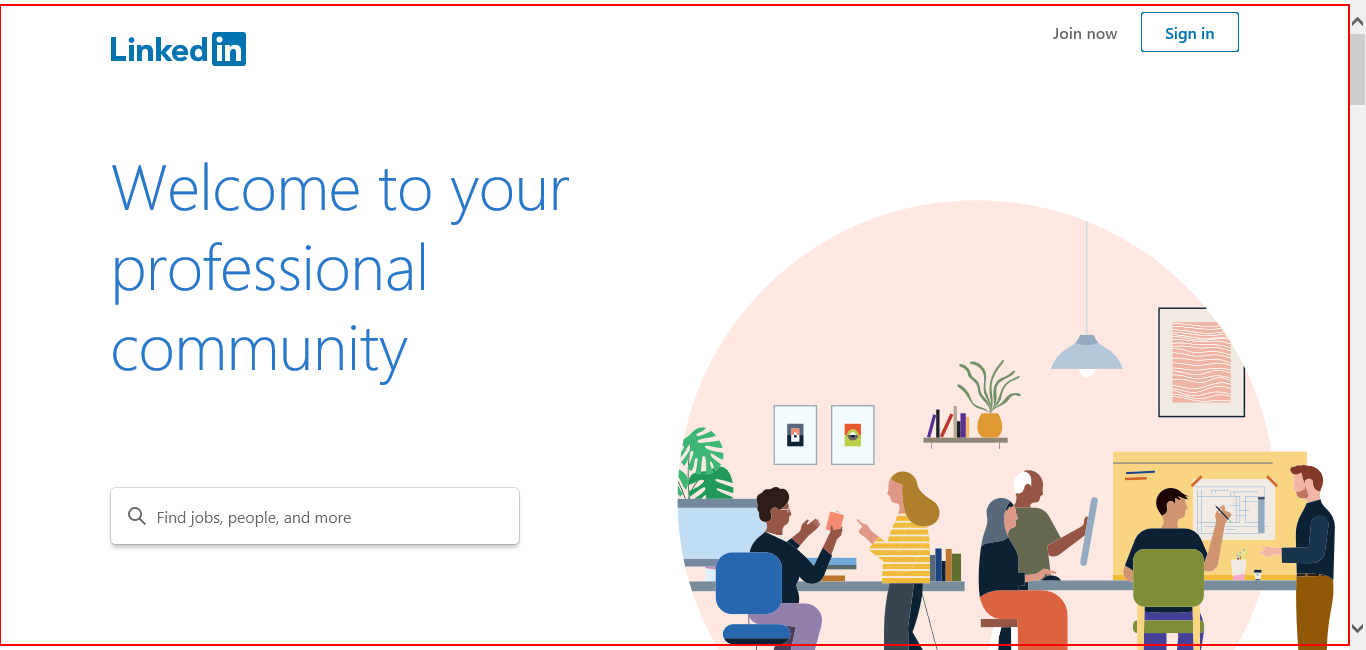 LinkedIn
Join now
Sign in
Welcome to your
professional
community
Find jobs, people, and more